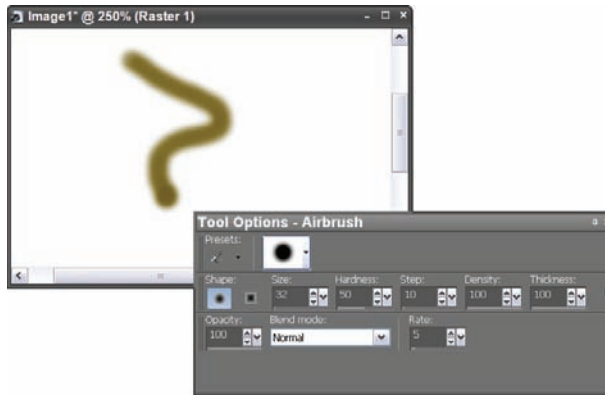 Image1* @ 250% (Raster 1)
Tool Options - Airbrush
Presets:
Shape: Size: Hardness: Step: Density: Thickness:
32 50 10 100 100
Opacity: Blend mode: Rate:
100 Normal 5